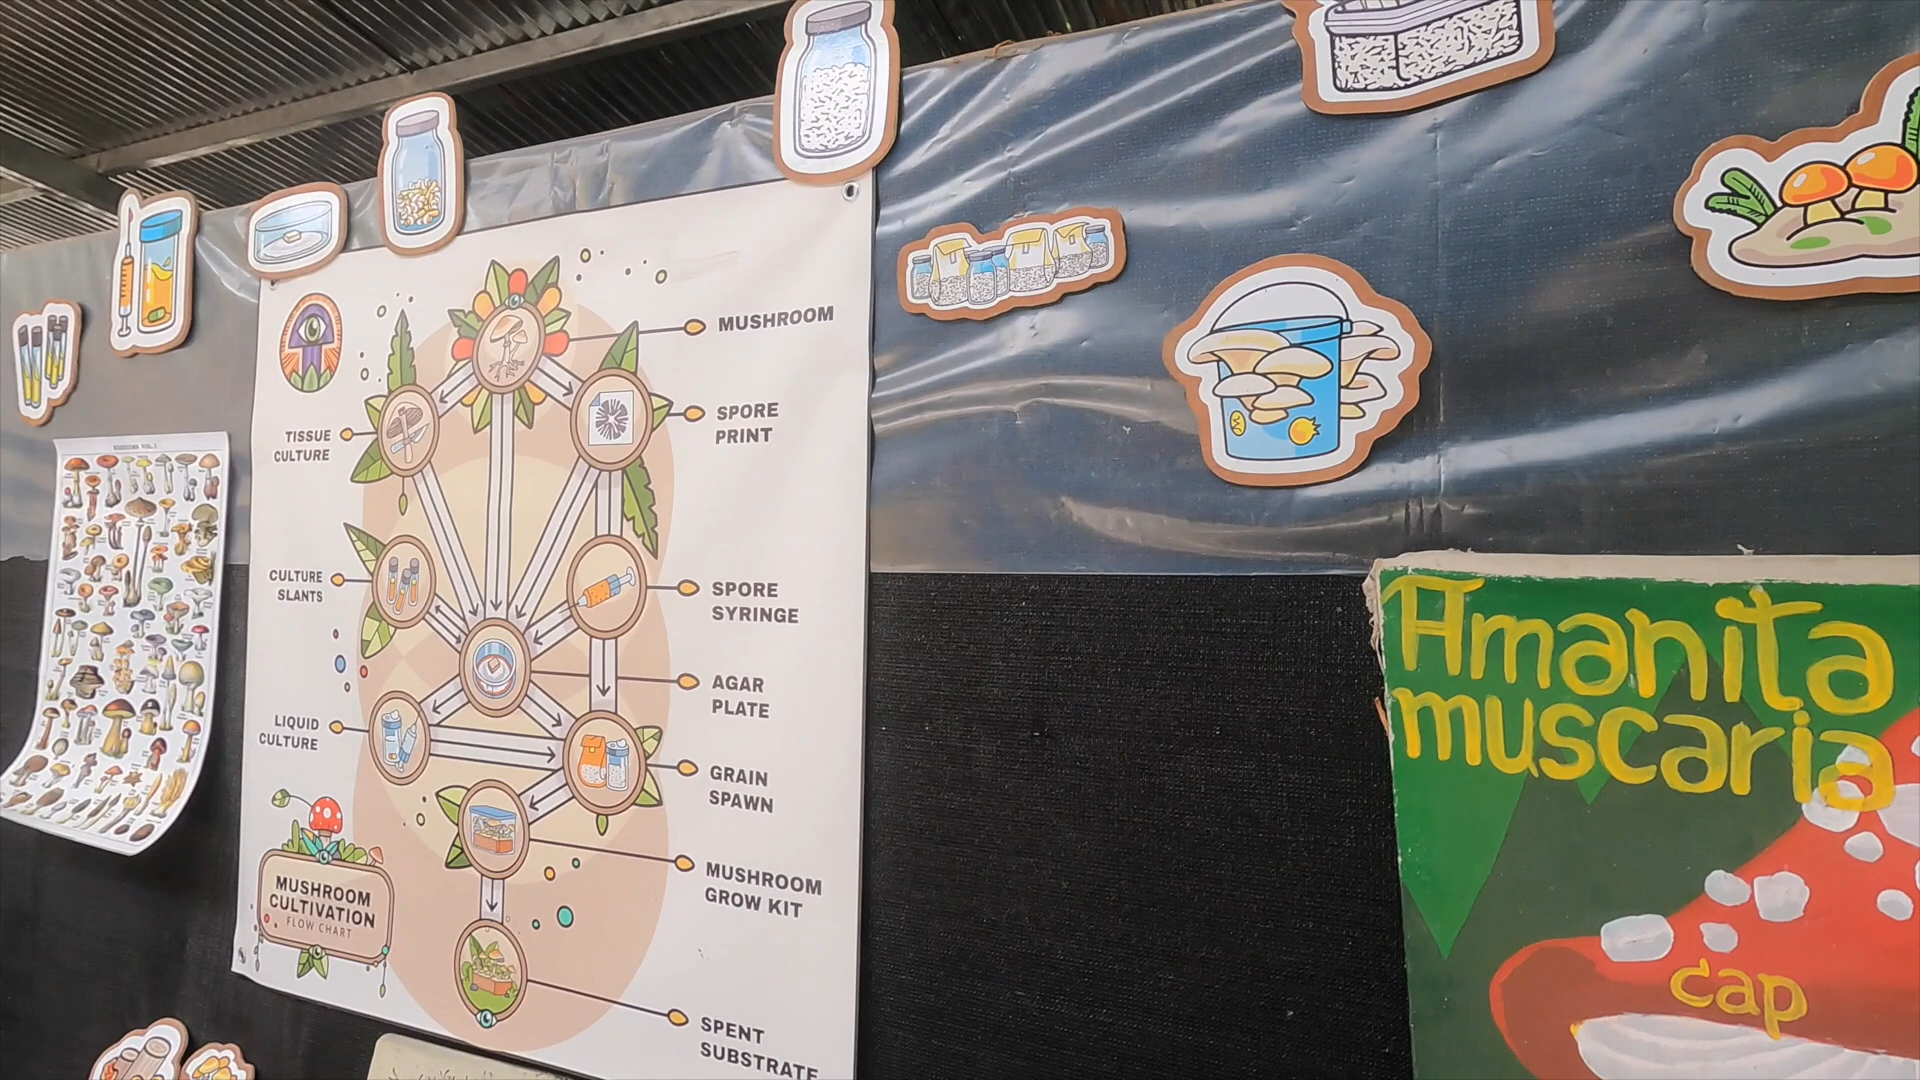 MUSHROOM
SPORE
PRINT
TISSUE
CULTURE
CULTURE
SLANTS
SPORE
SYRINGE
AGAR
PLATE
LIQUID
CULTURE
GRAIN
SPAWN
MUSHROOM
GROW KIT
MUSHROOM
CULTIVATION
FLOW CHART
SPENT
SUBSTRATE
Amanita
muscaria
cap